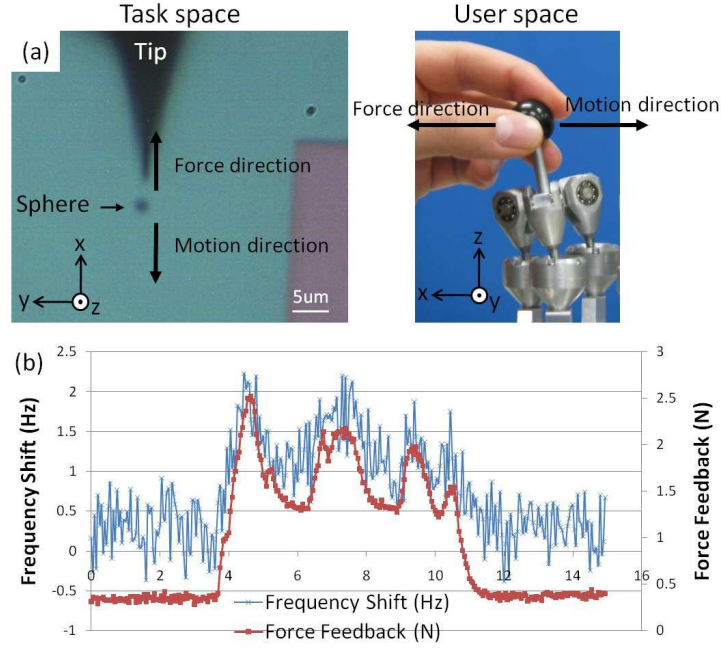 Task space
User space
(a)
Tip
Force direction
Sphere
Motion direction
x
y
z
5um
Force direction
Motion direction
z
x
y
(b)
2.5
2
1.5
1
0.5
0
-0.5
-1
Frequency Shift (Hz)
3
2.5
2
1.5
1
0.5
0
Force Feedback (N)
0
2
4
6
8
10
12
14
16
Frequency Shift (Hz)
Force Feedback (N)